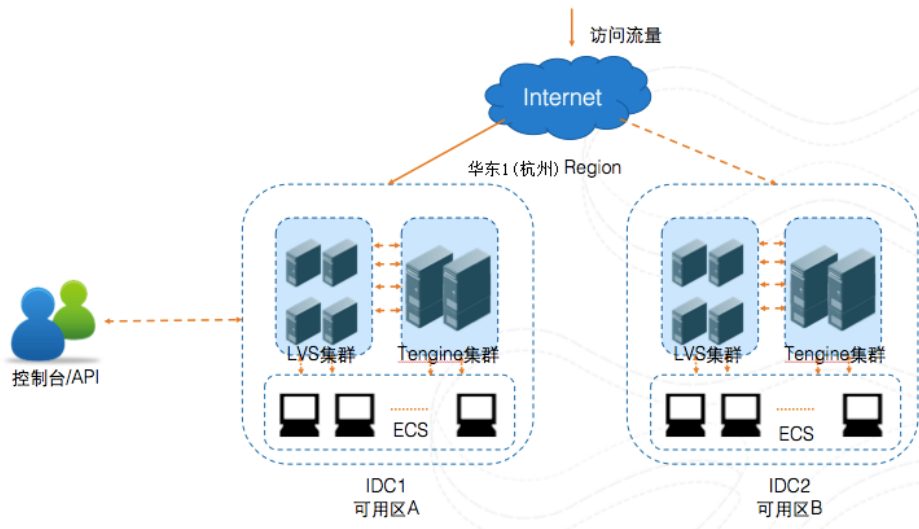 访问流量
Internet
华东1(杭州) Region
LVS集群
Tengine集群
LVS集群
Tengine集群
控制台/API
ECS
ECS
IDC1
可用区A
IDC2
可用区B